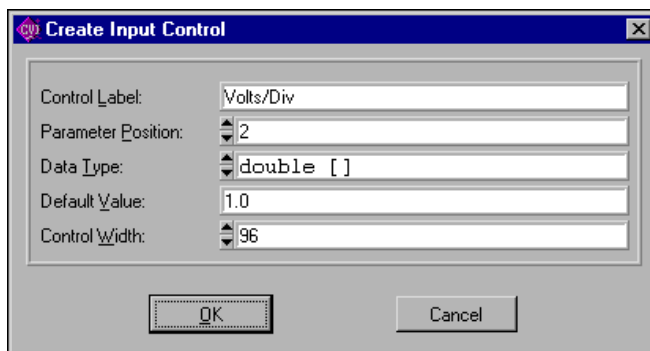 CVI Create Input Control
Control Label: Volts/Div
Parameter Position: 2
Data Type: double []
Default Value: 1.0
Control Width: 96
OK Cancel